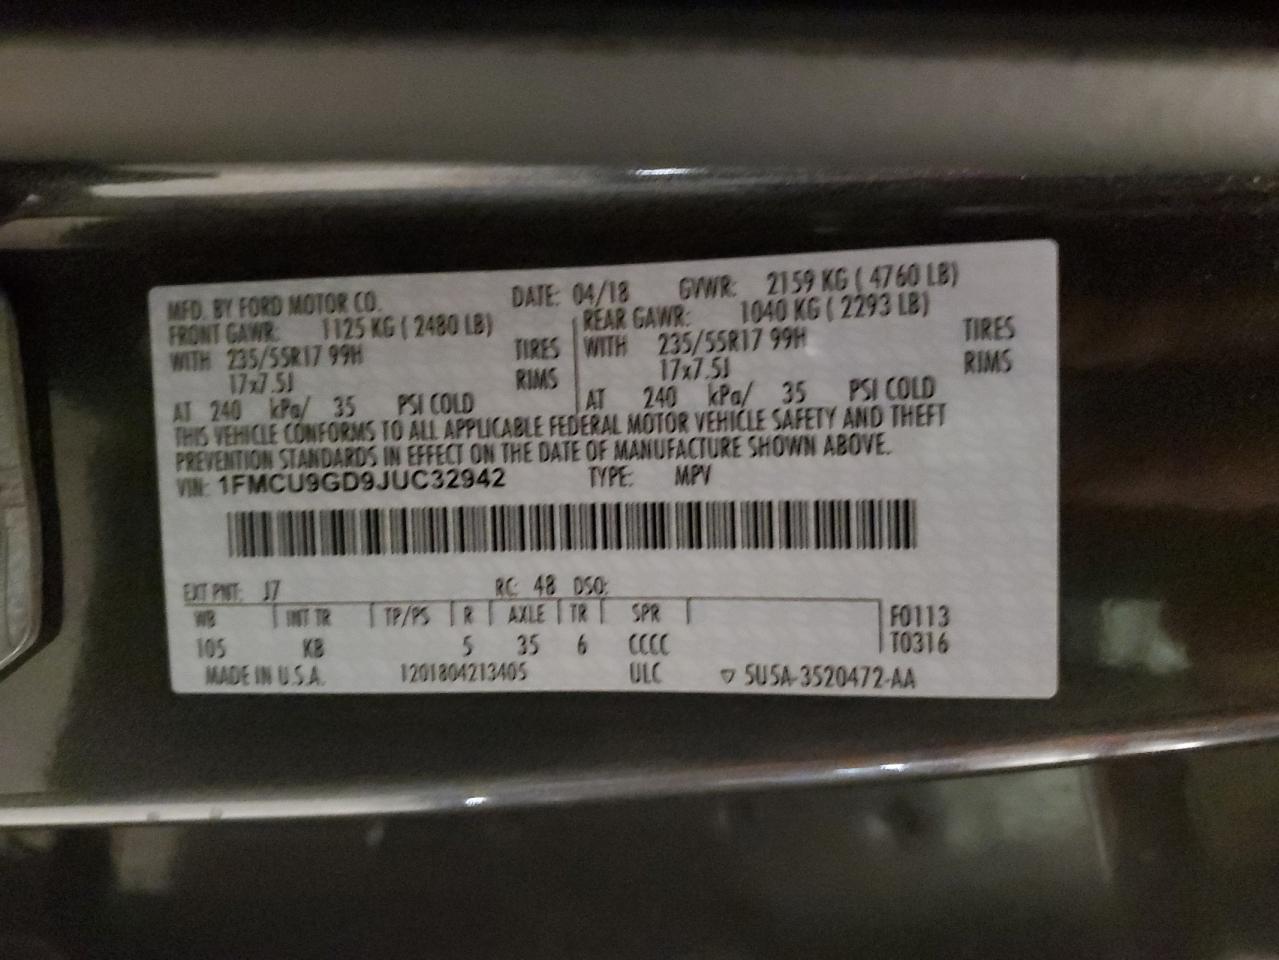 MFD. BY FORD MOTOR CO. DATE: 04/18 GVWR: 2159 KG ( 4760 LB)
FRONT GAWR: 1125 KG ( 2480 LB) REAR GAWR: 1040 KG ( 2293 LB)
WITH 235/55R17 99H TIRES WITH 235/55R17 99H TIRES
17x7.5J RIMS 17x7.5J RIMS
AT 240 kPa/ 35 PSI COLD AT 240 kPa/ 35 PSI COLD
THIS VEHICLE CONFORMS TO ALL APPLICABLE FEDERAL MOTOR VEHICLE SAFETY AND THEFT
PREVENTION STANDARDS IN EFFECT ON THE DATE OF MANUFACTURE SHOWN ABOVE.
VIN: 1FMCU9GD9JUC32942 TYPE: MPV
EXT PNT: J7 RC: 48 DSO:
WB INT TR TP/PS R AXLE TR SPR F0113
105 KB 5 35 6 CCCC T0316
MADE IN U.S.A. 1201804213405 ULC ▽ 5U5A-3520472-AA